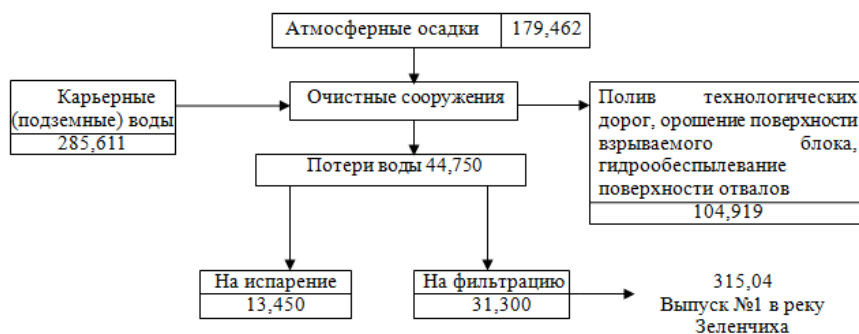 Атмосферные осадки 179,462
Карьерные
(подземные) воды
285,611
Очистные сооружения
Полив технологических
дорог, орошение поверхности
взрываемого блока,
гидрообеспылевание
поверхности отвалов
104,919
Потери воды 44,750
На испарение
13,450
На фильтрацию
31,300
315,04
Выпуск №1 в реку
Зеленчиха